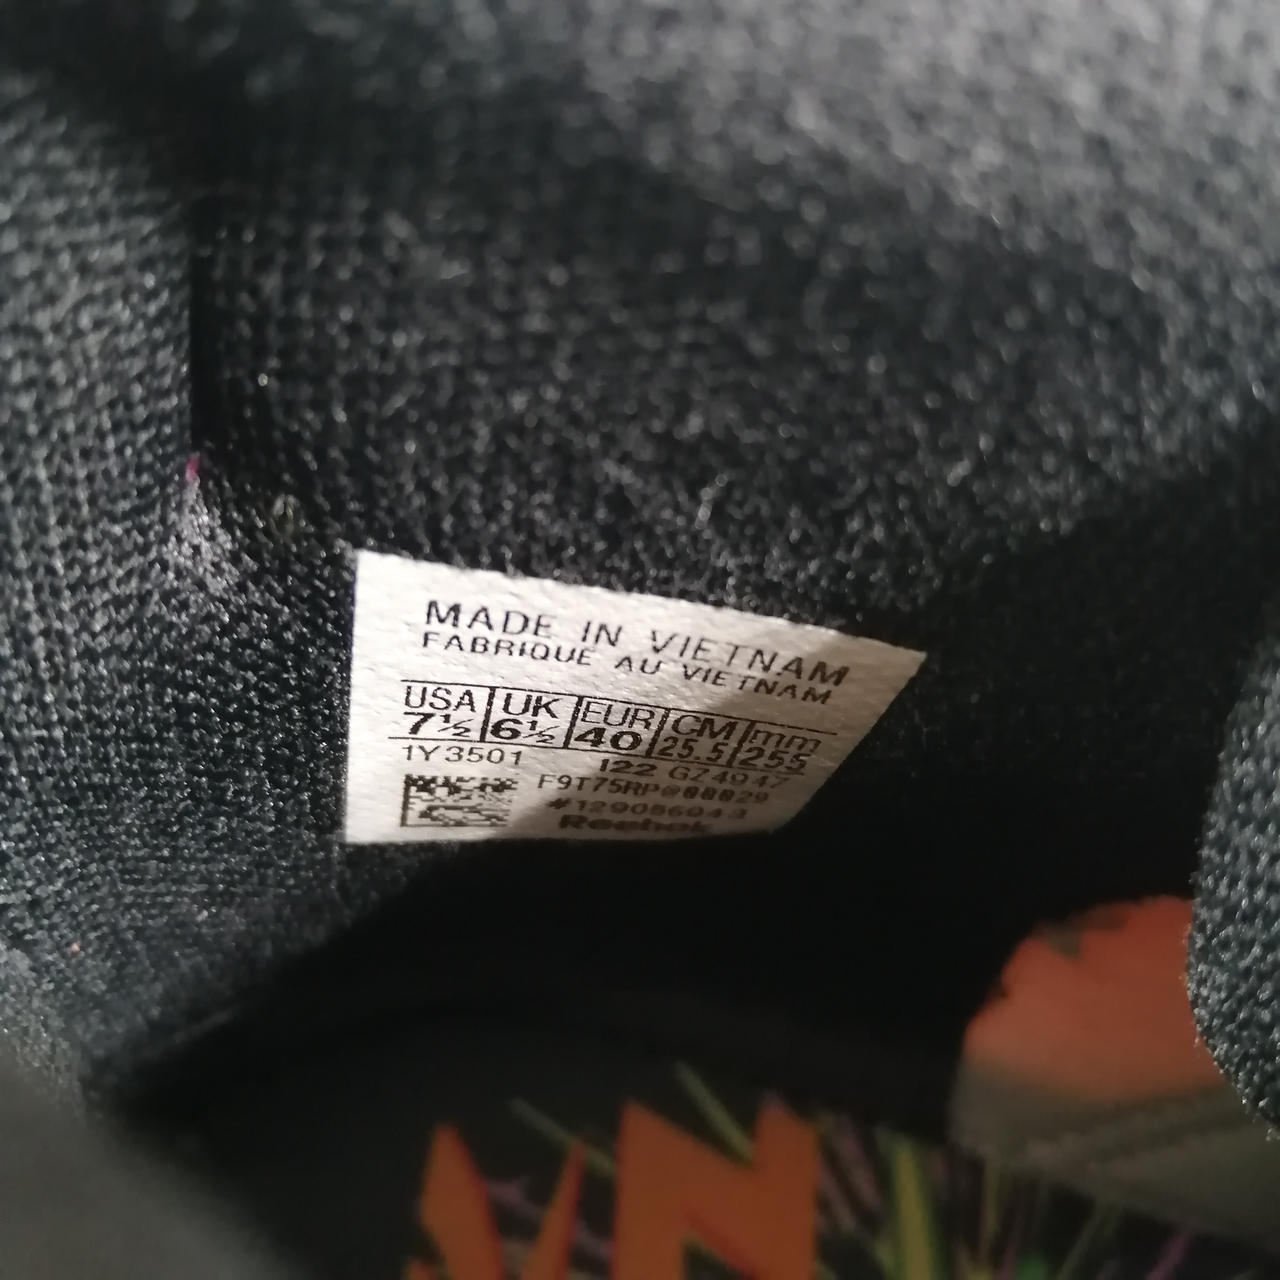 MADE IN VIETNAM
FABRIQUE AU VIETNAM
USA UK EUR CM mm
7½ 6½ 40 25.5 255
1Y3501 122 GZ4947
F9T75RP@00029
#129086043
Reebok